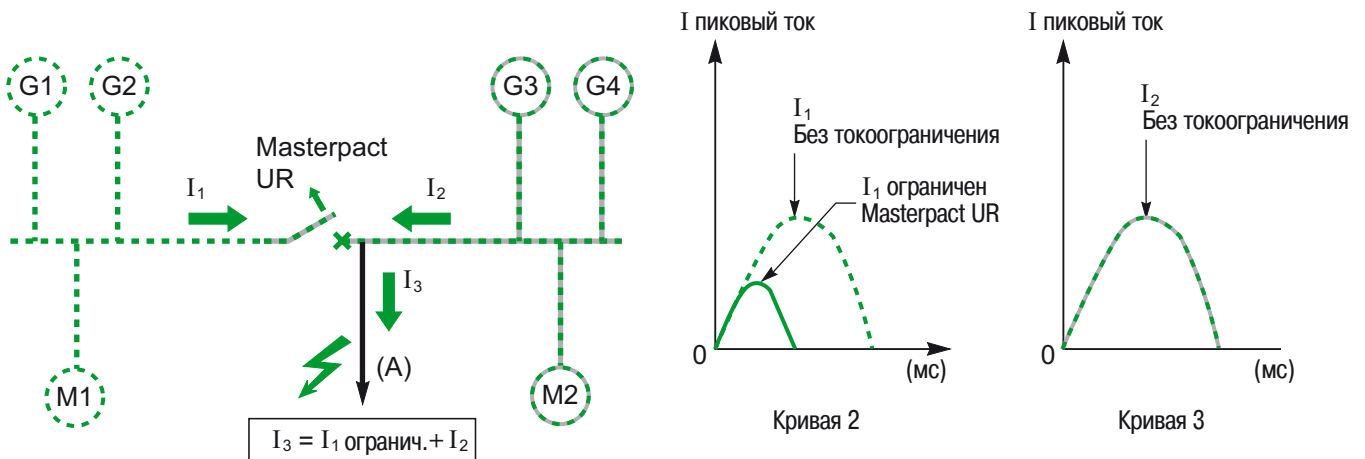 G1
G2
G3
G4
Masterpact
UR
I₁
I₂
I₃
(A)
M1
M2
I₃ = I₁ огранич. + I₂
I пиковый ток
I₁
Без токоограничения
I₁ ограничен
Masterpact UR
0
(мс)
Кривая 2
I пиковый ток
I₂
Без токоограничения
0
(мс)
Кривая 3